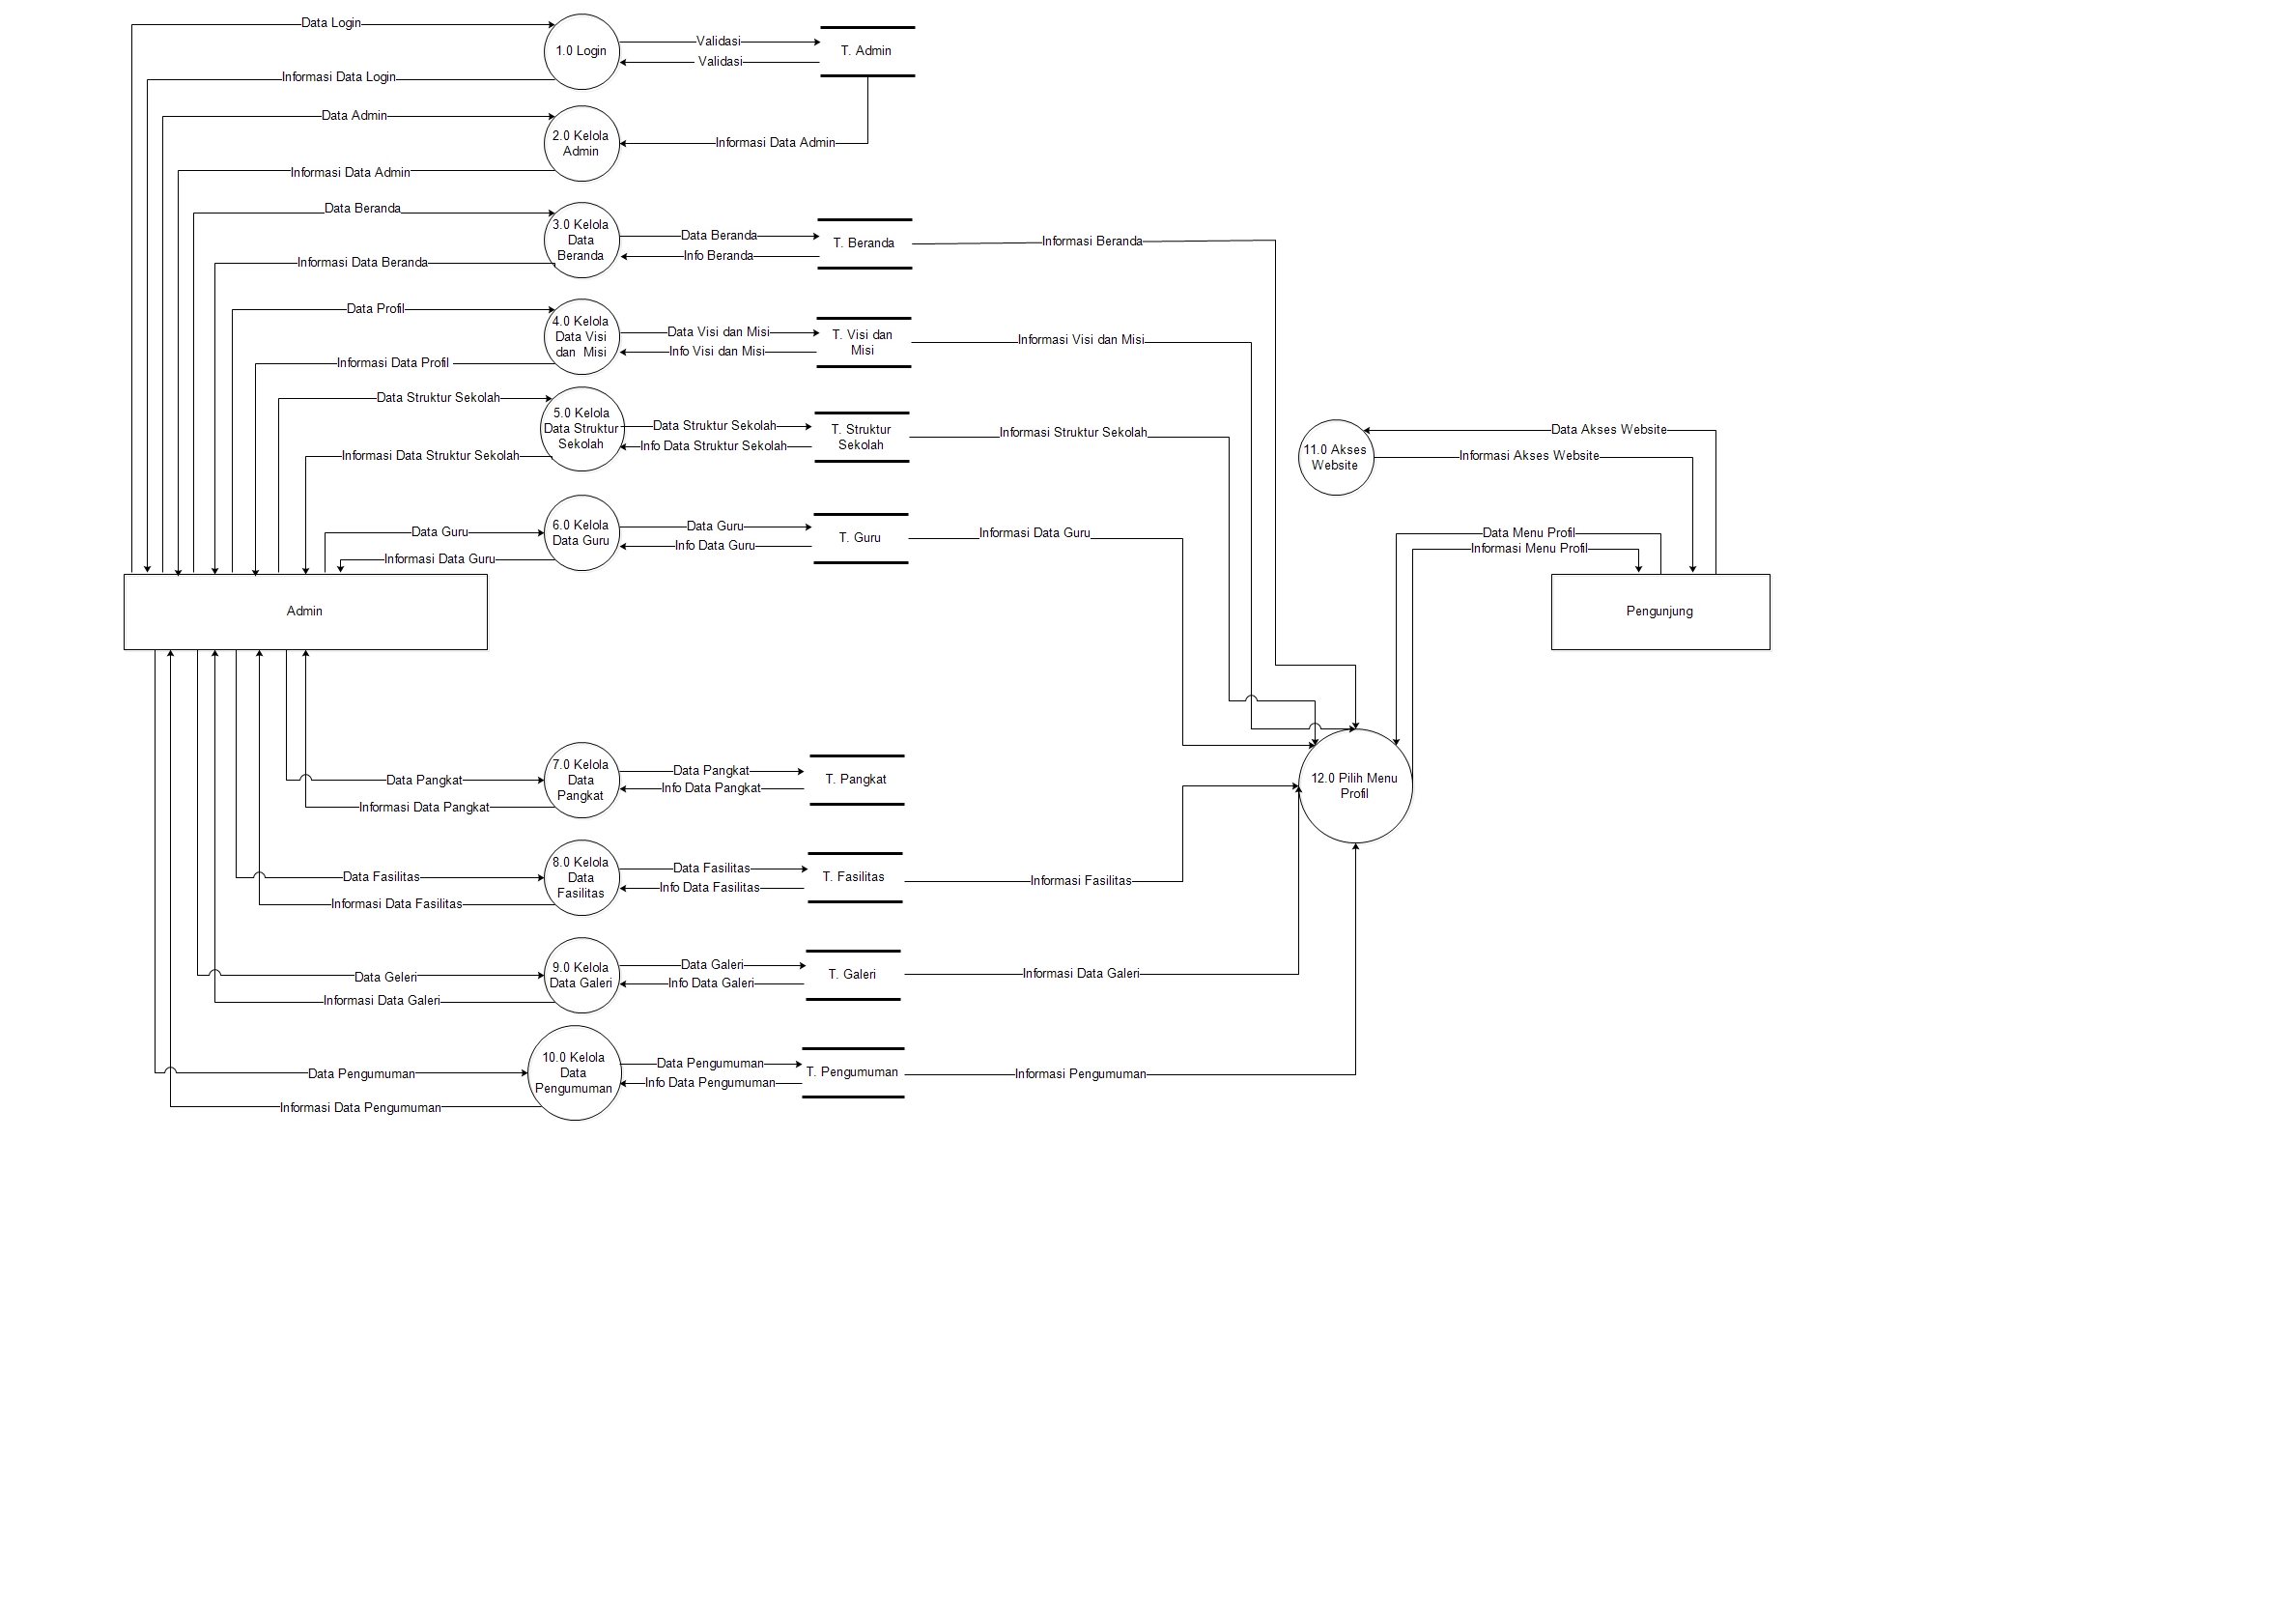 Data Login
1.0 Login
Validasi
Validasi
T. Admin
Informasi Data Login
Data Admin
2.0 Kelola
Admin
Informasi Data Admin
Informasi Data Admin
Data Beranda
3.0 Kelola
Data
Beranda
Data Beranda
Info Beranda
T. Beranda
Informasi Beranda
Informasi Data Beranda
Data Profil
4.0 Kelola
Data Visi
dan Misi
Data Visi dan Misi
Info Visi dan Misi
T. Visi dan
Misi
Informasi Visi dan Misi
Informasi Data Profil
Data Struktur Sekolah
5.0 Kelola
Data Struktur
Sekolah
Data Struktur Sekolah
Info Data Struktur Sekolah
T. Struktur
Sekolah
Informasi Struktur Sekolah
Informasi Data Struktur Sekolah
11.0 Akses
Website
Data Akses Website
Informasi Akses Website
Data Guru
6.0 Kelola
Data Guru
Data Guru
Info Data Guru
T. Guru
Informasi Data Guru
Informasi Data Guru
Data Menu Profil
Informasi Menu Profil
Admin
Pengunjung
Data Pangkat
7.0 Kelola
Data
Pangkat
Data Pangkat
Info Data Pangkat
T. Pangkat
Informasi Data Pangkat
12.0 Pilih Menu
Profil
Data Fasilitas
8.0 Kelola
Data
Fasilitas
Data Fasilitas
Info Data Fasilitas
T. Fasilitas
Informasi Fasilitas
Informasi Data Fasilitas
Data Geleri
9.0 Kelola
Data Galeri
Data Galeri
Info Data Galeri
T. Galeri
Informasi Data Galeri
Informasi Data Galeri
Data Pengumuman
10.0 Kelola
Data
Pengumuman
Data Pengumuman
Info Data Pengumuman
T. Pengumuman
Informasi Pengumuman
Informasi Data Pengumuman